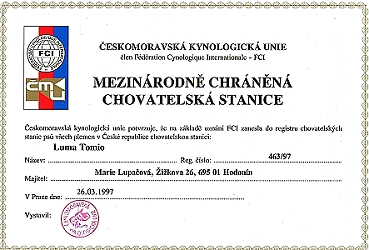 FCI
ČMKU
ČESKOMORAVSKÁ KYNOLOGICKÁ UNIE
člen Fédération Cynologique Internationale - FCI
MEZINÁRODNĚ CHRÁNĚNÁ
CHOVATELSKÁ STANICE
Českomoravská kynologická unie potvrzuje, že na základě uznání FCI zanesla do registru chovatelských
stanic psů všech plemen v České republice chovatelskou stanici:
Luma Tomio
Název: Reg. číslo: 463/97
Marie Lupačová, Žižkova 26, 695 01 Hodonín
Majitel:
26.03.1997
V Praze dne:
Vystavil: